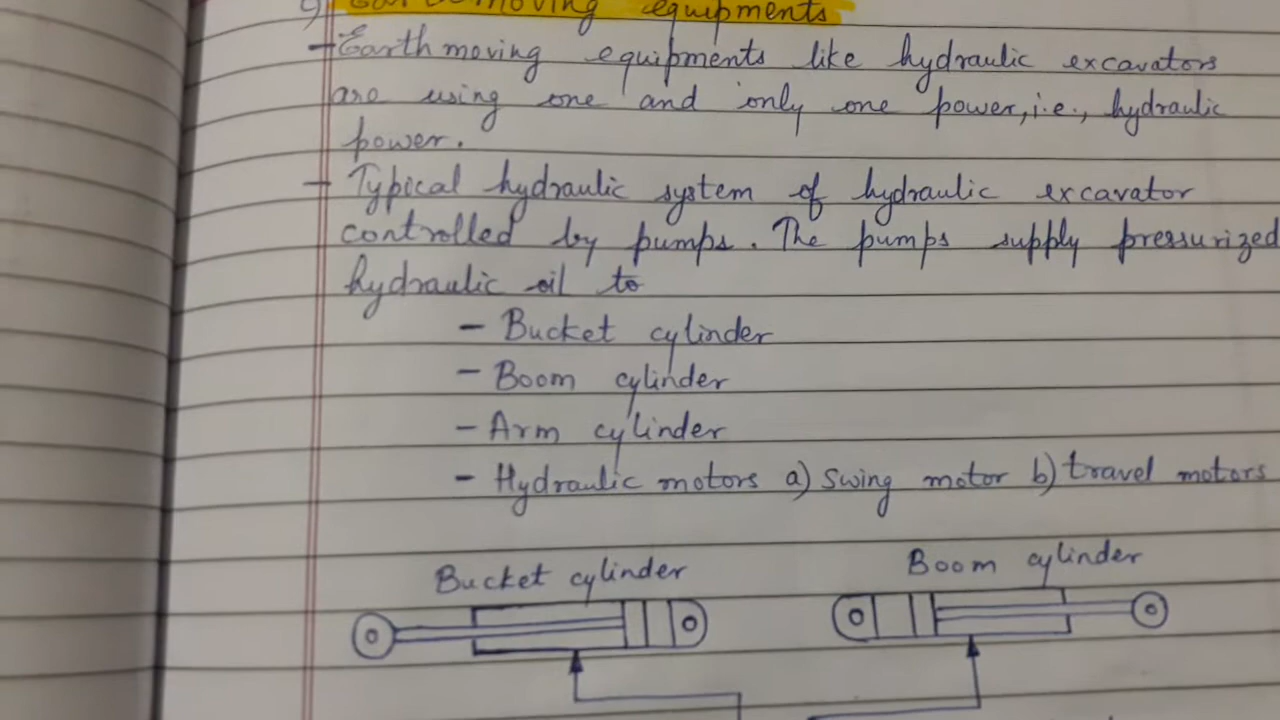 moving equipments
- Earth moving equipments like hydraulic excavators
are using one and only one power, i.e., hydraulic
power.
- Typical hydraulic system of hydraulic excavator
controlled by pumps. The pumps supply pressurized
hydraulic oil to
- Bucket cylinder
- Boom cylinder
- Arm cylinder
- Hydraulic motors a) Swing motor b) travel motors
Bucket cylinder
Boom cylinder